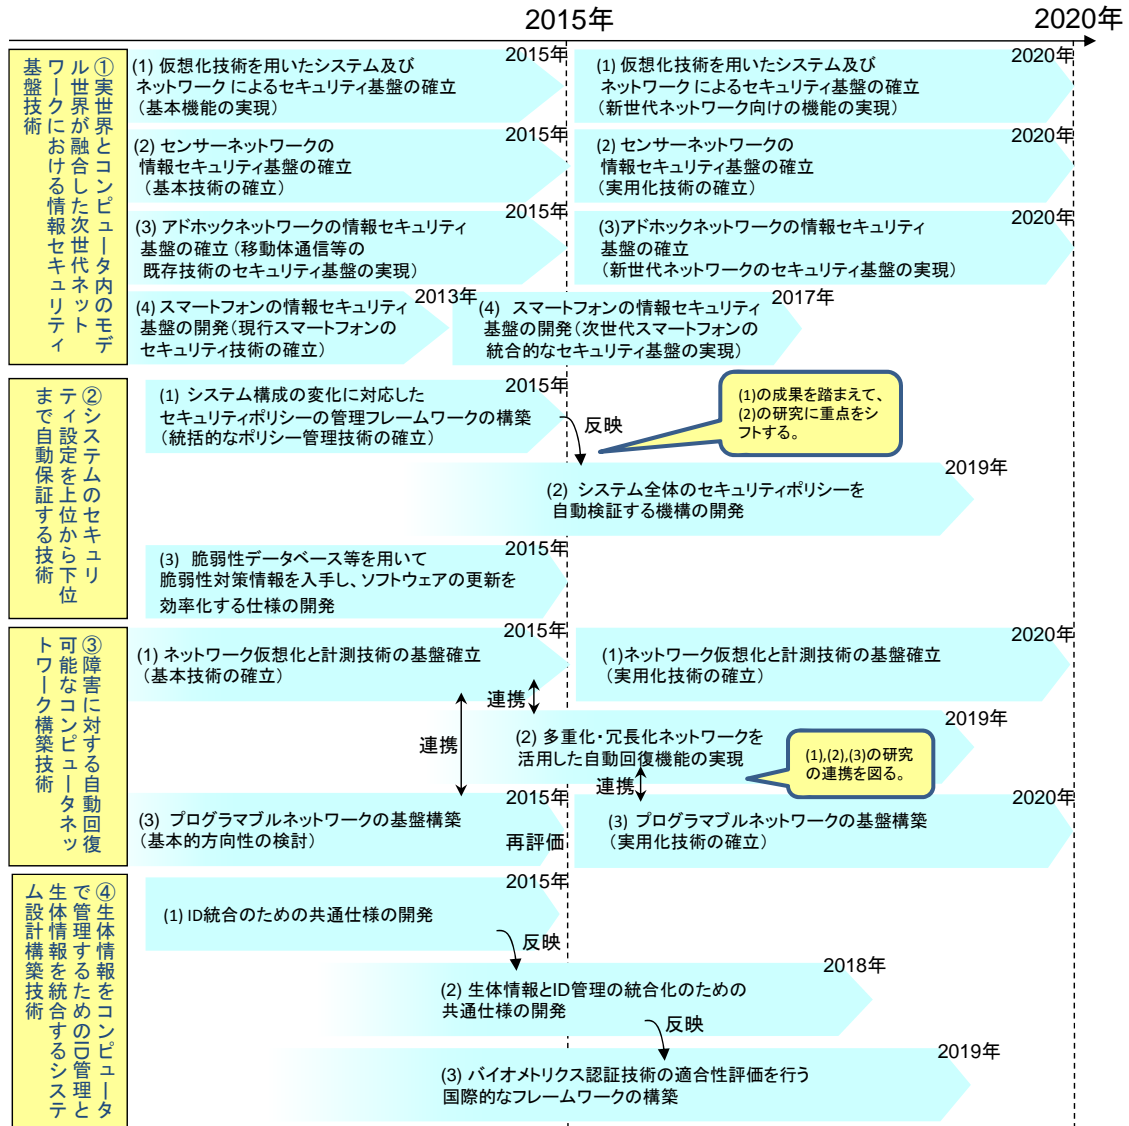 2015年
2020年
①実世界とコンピュータ内のモデ
ル世界が融合した次世代ネット
ワークにおける情報セキュリティ
基盤技術
2015年
(1) 仮想化技術を用いたシステム及び
ネットワーク によるセキュリティ基盤の確立
（基本機能の実現）
2020年
(1) 仮想化技術を用いたシステム及び
ネットワーク によるセキュリティ基盤の確立
（新世代ネットワーク向けの機能の実現）
2015年
(2) センサーネットワークの
情報セキュリティ基盤の確立
（基本技術の確立）
2020年
(2) センサーネットワークの
情報セキュリティ基盤の確立
（実用化技術の確立）
2015年
(3) アドホックネットワークの情報セキュリティ
基盤の確立（移動体通信等の
既存技術のセキュリティ基盤の実現）
2020年
(3)アドホックネットワークの情報セキュリティ
基盤の確立
（新世代ネットワークのセキュリティ基盤の実現）
2013年
(4) スマートフォンの情報セキュリティ
基盤の開発（現行スマートフォンの
セキュリティ技術の確立）
2017年
(4) スマートフォンの情報セキュリティ
基盤の開発（次世代スマートフォンの
統合的なセキュリティ基盤の実現）
②システムのセキュリ
ティ設定を上位から下位
まで自動保証する技術
2015年
(1) システム構成の変化に対応した
セキュリティポリシーの管理フレームワークの構築
（統括的なポリシー管理技術の確立）
反映
(1)の成果を踏まえて、
(2)の研究に重点をシ
フトする。
2019年
(2) システム全体のセキュリティポリシーを
自動検証する機構の開発
2015年
(3) 脆弱性データベース等を用いて
脆弱性対策情報を入手し、ソフトウェアの更新を
効率化する仕様の開発
③障害に対する自動回復
可能なコンピュータネッ
トワーク構築技術
2015年
(1) ネットワーク仮想化と計測技術の基盤確立
（基本技術の確立）
2020年
(1)ネットワーク仮想化と計測技術の基盤確立
（実用化技術の確立）
連携
連携
2019年
(2) 多重化・冗長化ネットワークを
活用した自動回復機能の実現
(1),(2),(3)の研究
の連携を図る。
連携
2015年
(3) プログラマブルネットワークの基盤構築
（基本的方向性の検討）
再評価
2020年
(3) プログラマブルネットワークの基盤構築
（実用化技術の確立）
④生体情報をコンピュータ
で管理するためのID管理と
生体情報を統合するシステ
ム設計構築技術
2015年
(1) ID統合のための共通仕様の開発
反映
2018年
(2) 生体情報とID管理の統合化のための
共通仕様の開発
反映
2019年
(3) バイオメトリクス認証技術の適合性評価を行う
国際的なフレームワークの構築